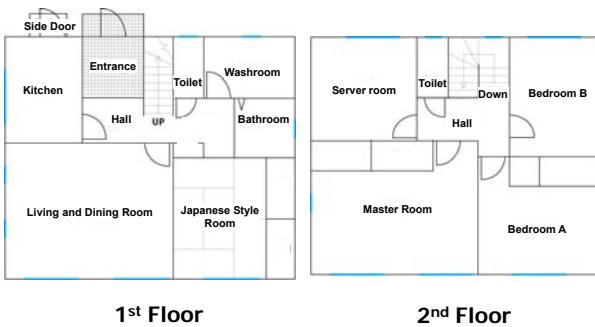 Side Door
Entrance
Kitchen
Toilet
Washroom
Hall
UP
Bathroom
Living and Dining Room
Japanese Style
Room
1st Floor
Server room
Toilet
Down
Bedroom B
Hall
Master Room
Bedroom A
2nd Floor